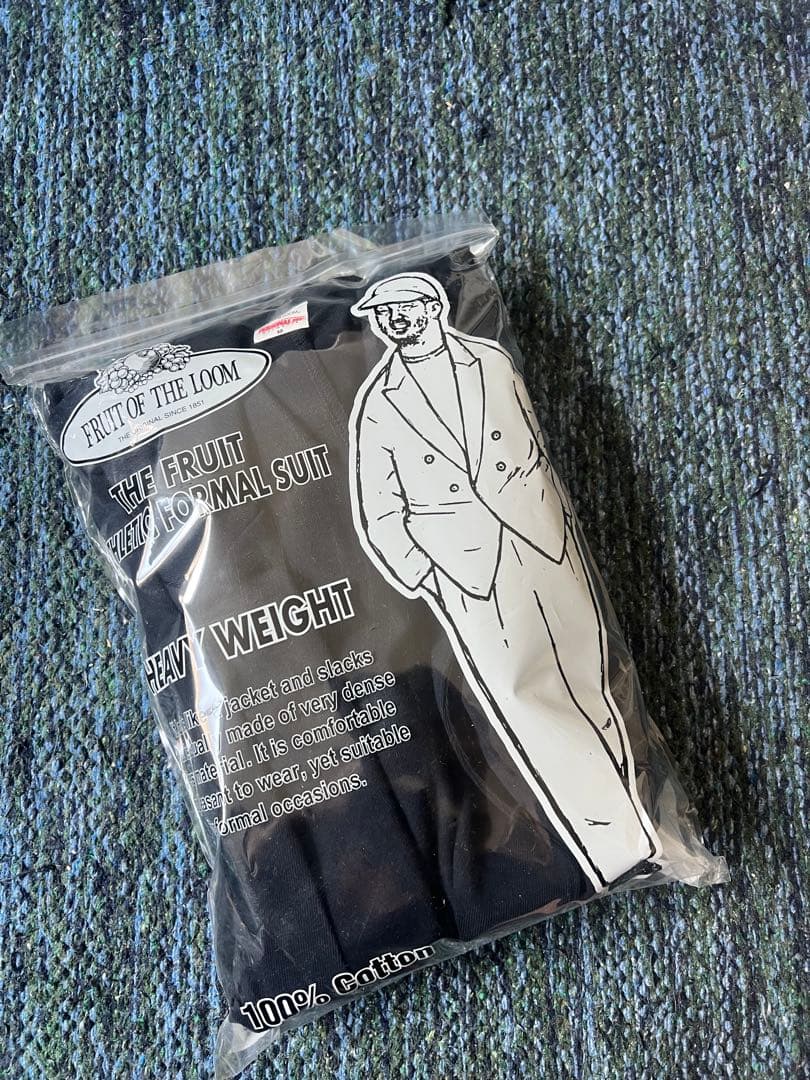 FRUIT OF THE LOOM
THE ORIGINAL SINCE 1851
THE FRUIT
FORMAL SUIT
HEAVY WEIGHT
jacket and slacks
made of very dense
material. It is comfortable
to wear, yet suitable
formal occasions.
100% Cotton